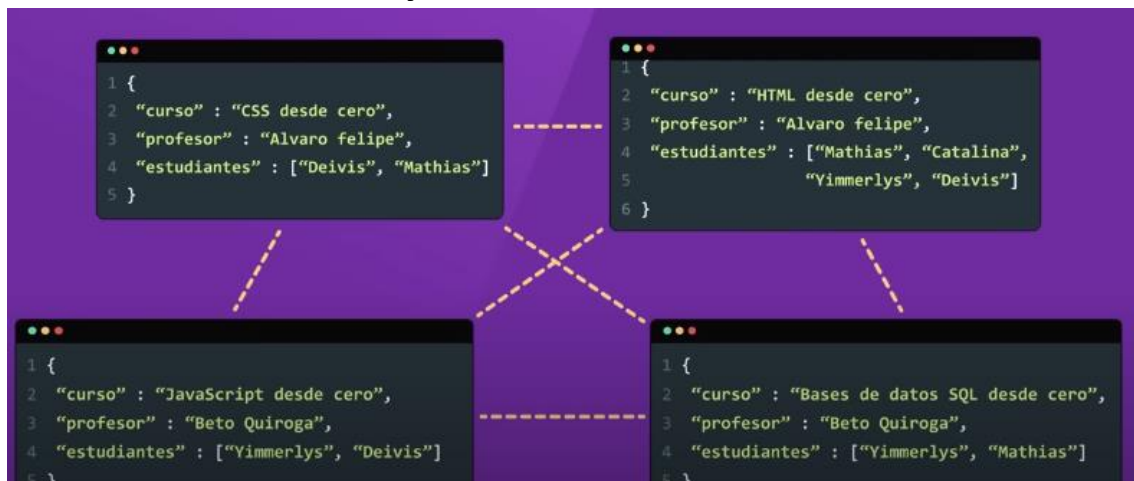 1 {
2 “curso” : “CSS desde cero”,
3 “profesor” : “Alvaro felipe”,
4 “estudiantes” : [“Deivis”, “Mathias”]
5 }
1 {
2 “curso” : “HTML desde cero”,
3 “profesor” : “Alvaro felipe”,
4 “estudiantes” : [“Mathias”, “Catalina”,
5 “Yimmerlys”, “Deivis”]
6 }
1 {
2 “curso” : “JavaScript desde cero”,
3 “profesor” : “Beto Quiroga”,
4 “estudiantes” : [“Yimmerlys”, “Deivis”]
5 }
1 {
2 “curso” : “Bases de datos SQL desde cero”,
3 “profesor” : “Beto Quiroga”,
4 “estudiantes” : [“Yimmerlys”, “Mathias”]
5 }